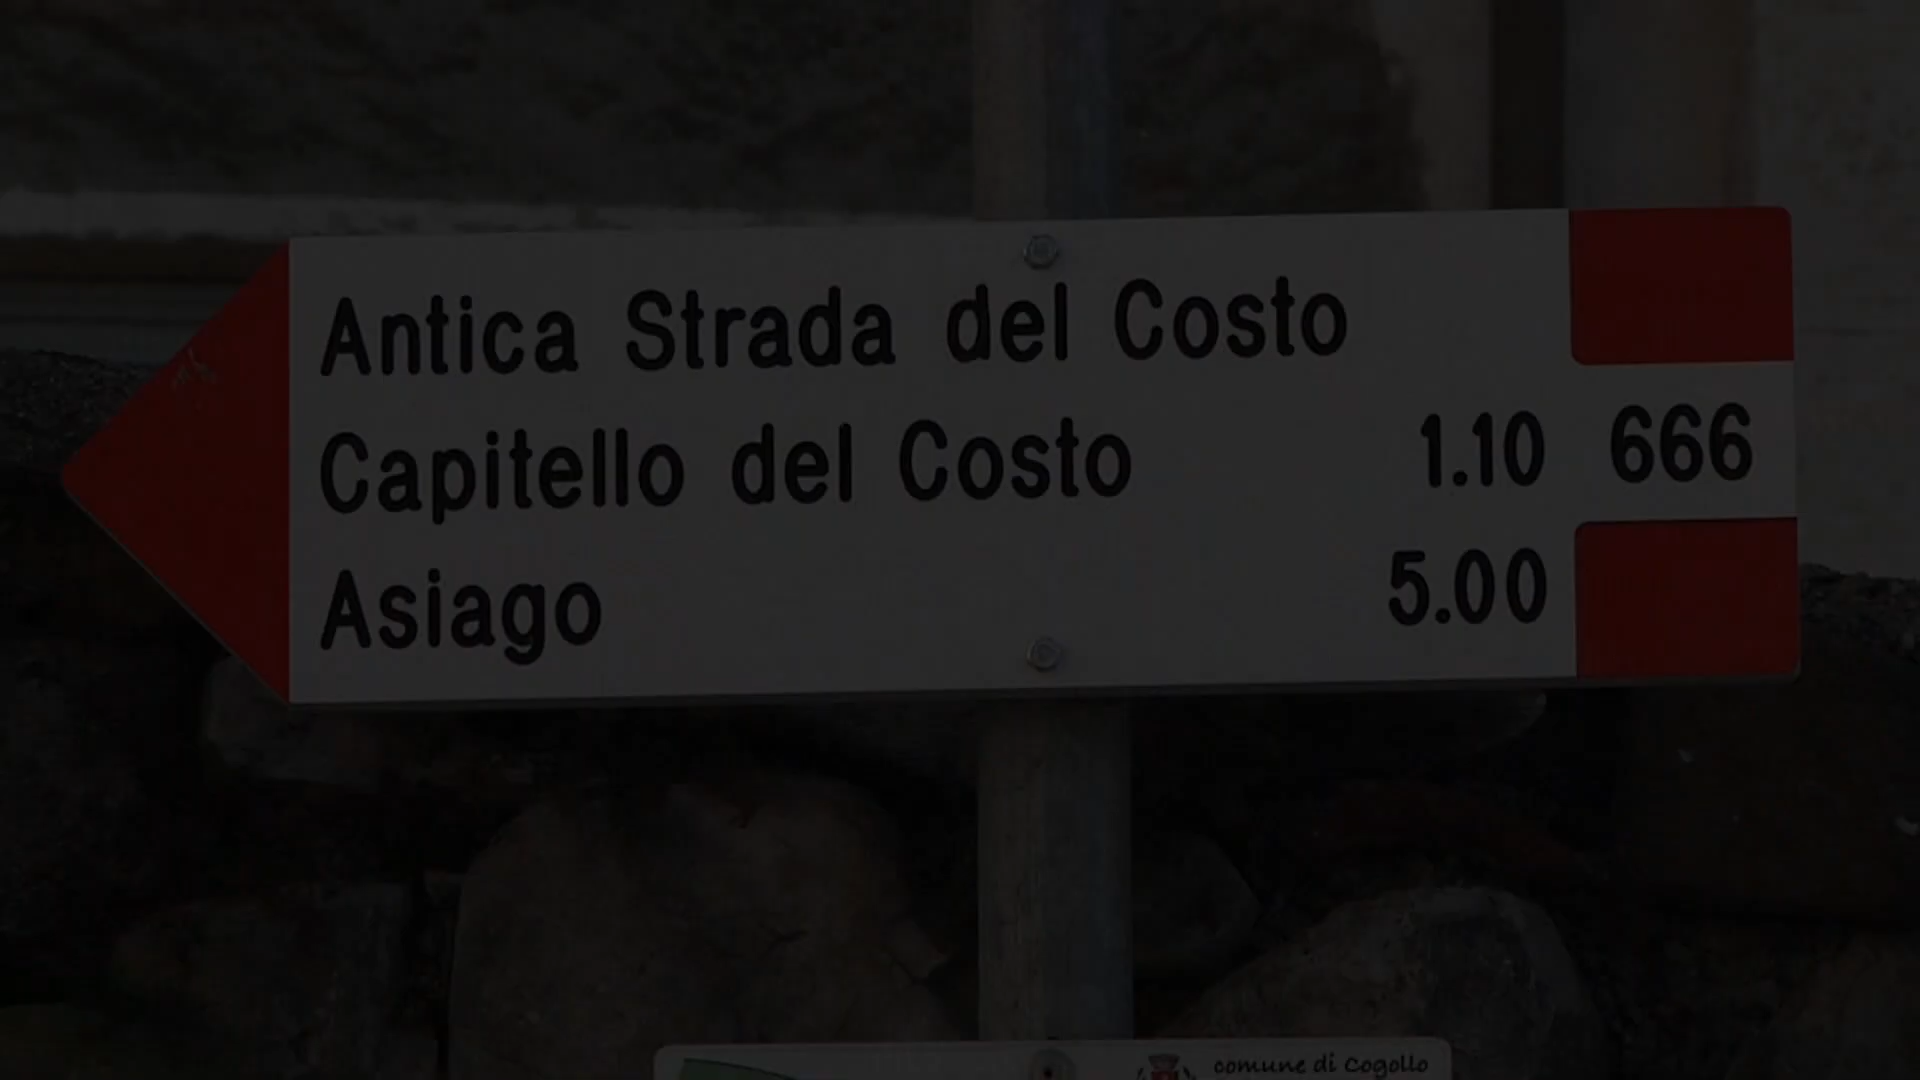 Antica Strada del Costo
Capitello del Costo 1.10 666
Asiago 5.00
comune di Cogollo